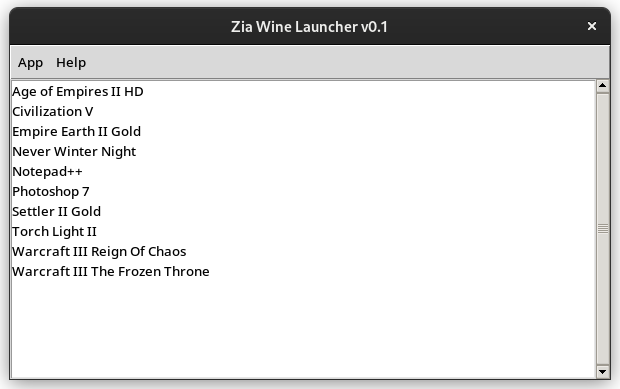 Zia Wine Launcher v0.1
App Help
Age of Empires II HD
Civilization V
Empire Earth II Gold
Never Winter Night
Notepad++
Photoshop 7
Settler II Gold
Torch Light II
Warcraft III Reign Of Chaos
Warcraft III The Frozen Throne